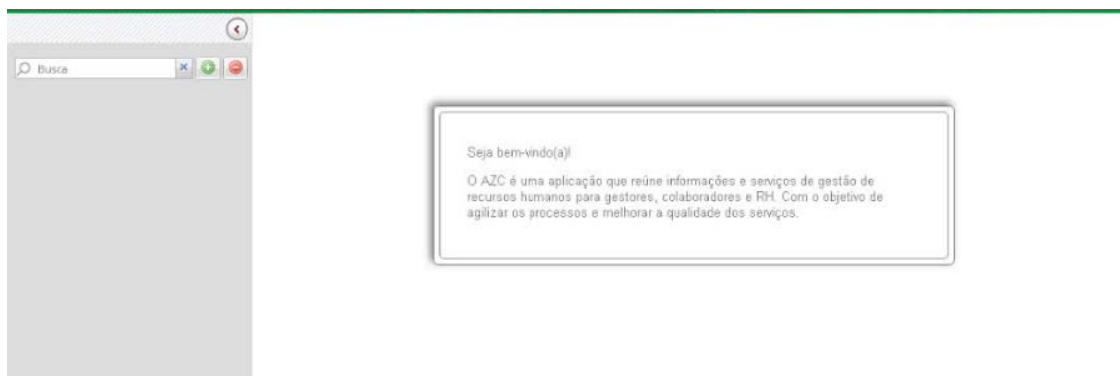 Busca
Seja bem-vindo(a)!
O AZC é uma aplicação que reúne informações e serviços de gestão de
recursos humanos para gestores, colaboradores e RH. Com o objetivo de
agilizar os processos e melhorar a qualidade dos serviços.